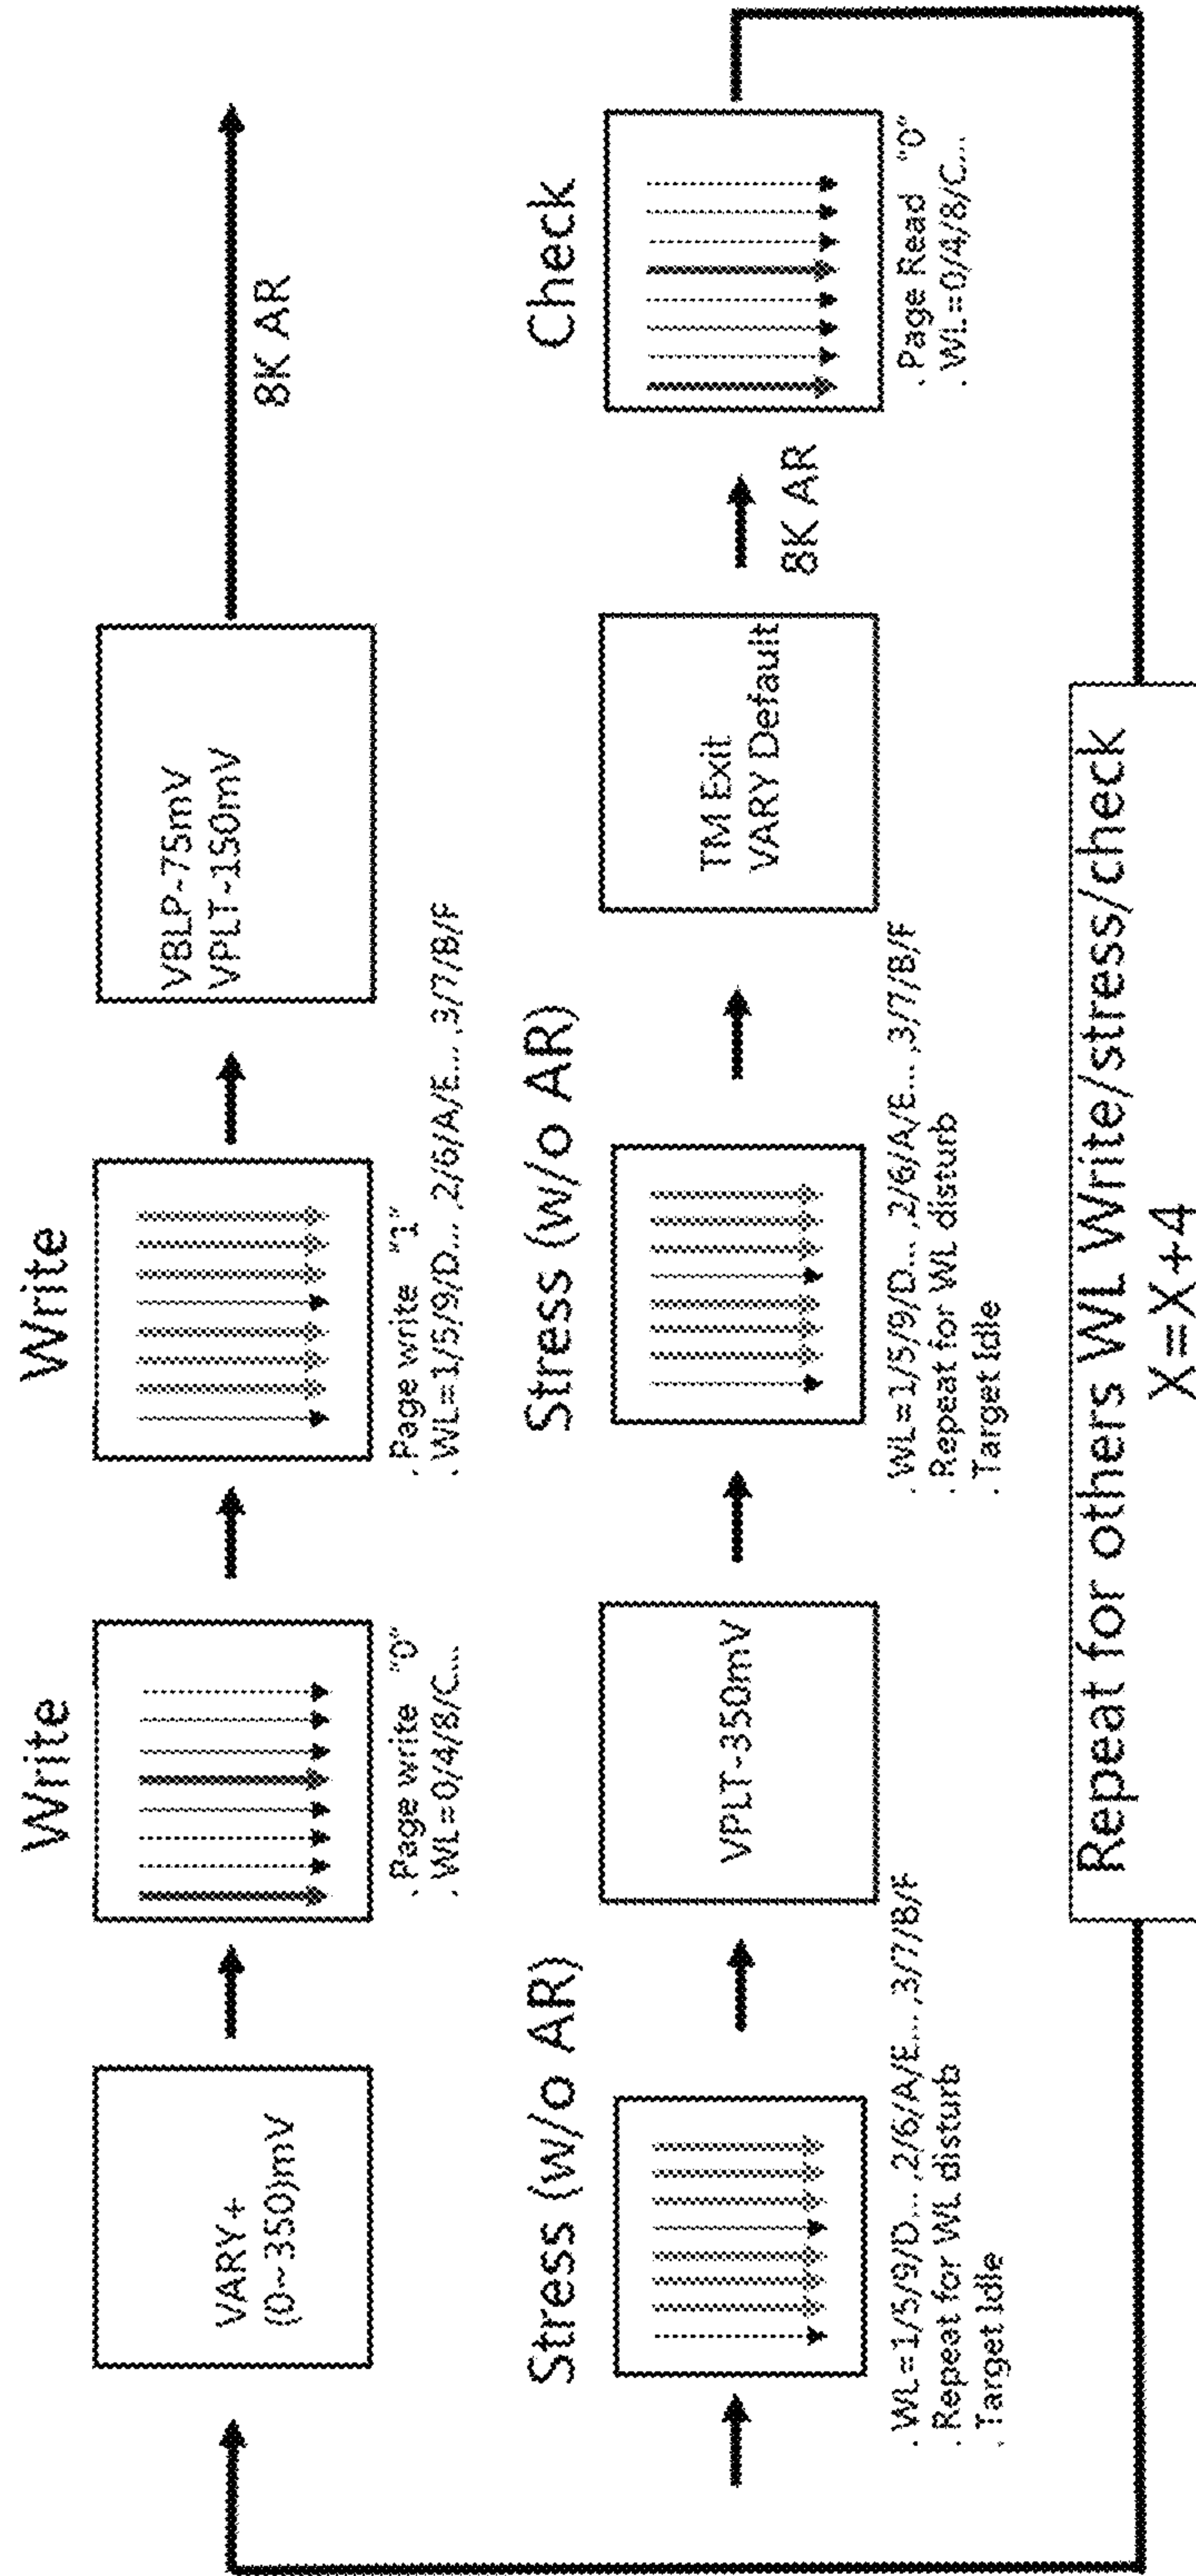 Write
Write
VARY+
(0~350)mV
. Page write "0"
. WL=0/4/8/C...
. Page write "1"
. WL=1/5/9/D... ,2/6/A/E... ,3/7/B/F
VBLP-75mV
VPLT-150mV
8K AR
Stress (w/o AR)
Stress (w/o AR)
Check
. WL=1/5/9/D... ,2/6/A/E... ,3/7/B/F
. Repeat for WL disturb
. Target Idle
VPLT-350mV
. WL=1/5/9/D... ,2/6/A/E... ,3/7/B/F
. Repeat for WL disturb
. Target Idle
TM Exit
VARY Default
8K AR
. Page Read "0"
. WL=0/4/8/C...
Repeat for others WL Write/stress/check
X=X+4